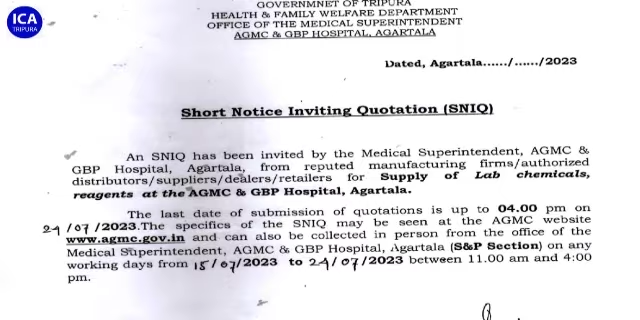 ICA
TRIPURA
GOVERNMNET OF TRIPURA
HEALTH & FAMILY WELFARE DEPARTMENT
OFFICE OF THE MEDICAL SUPERINTENDENT
AGMC & GBP HOSPITAL, AGARTALA
Dated, Agartala....../....../2023
Short Notice Inviting Quotation (SNIQ)
An SNIQ has been invited by the Medical Superintendent, AGMC &
GBP Hospital, Agartala, from reputed manufacturing firms/authorized
distributors/suppliers/dealers/retailers for Supply of Lab chemicals,
reagents at the AGMC & GBP Hospital, Agartala.
The last date of submission of quotations is up to 04.00 pm on
29/07/2023.The specifics of the SNIQ may be seen at the AGMC website
www.agmc.gov.in and can also be collected in person from the office of the
Medical Superintendent, AGMC & GBP Hospital, Agartala (S&P Section) on any
working days from 15/07/2023 to 29/07/2023 between 11.00 am and 4:00
pm.